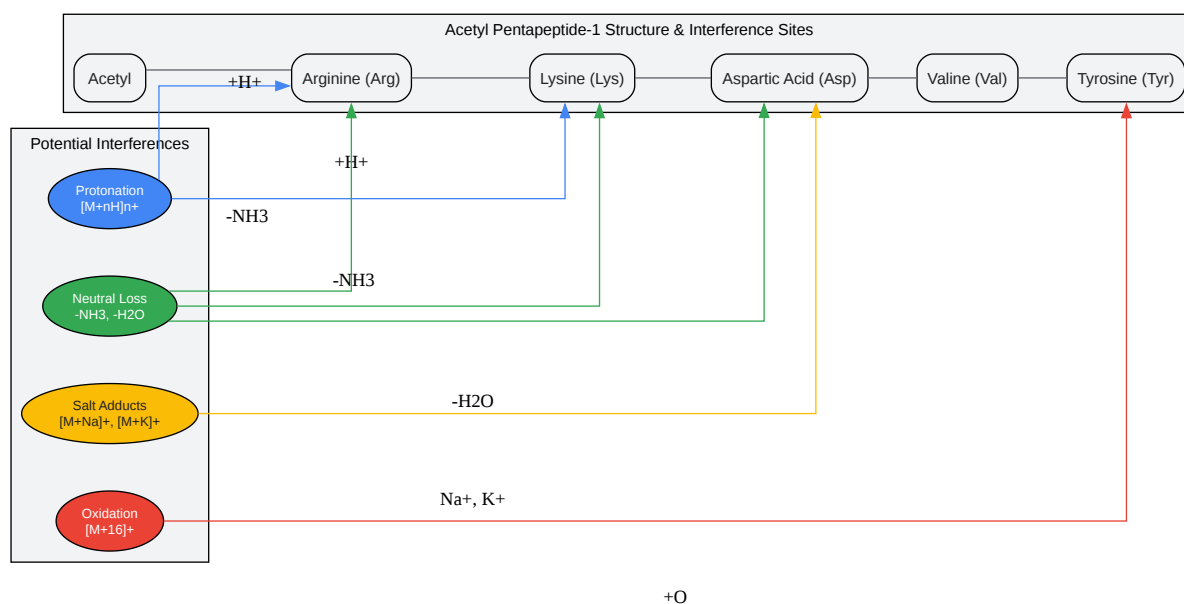 Acetyl Pentapeptide-1 Structure & Interference Sites
Acetyl
Arginine (Arg)
Lysine (Lys)
Aspartic Acid (Asp)
Valine (Val)
Tyrosine (Tyr)
+H+
Potential Interferences
+H+
Protonation
[M+nH]n+
-NH3
-NH3
Neutral Loss
-NH3, -H2O
-H2O
Salt Adducts
[M+Na]+, [M+K]+
Na+, K+
Oxidation
[M+16]+
+O